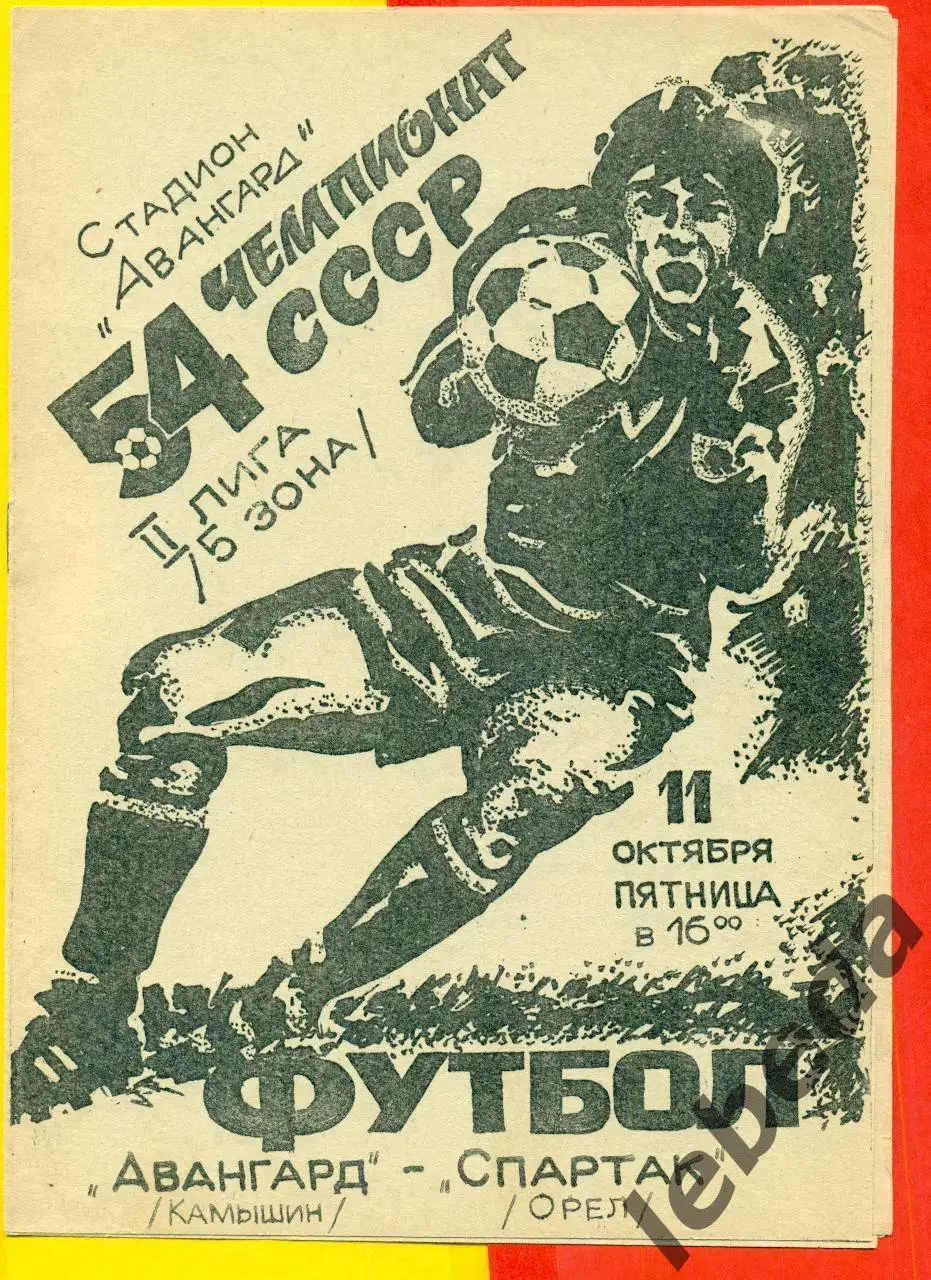 Стадион
"Авангард"
54 ЧЕМПИОНАТ
СССР
II ЛИГА
/5 ЗОНА/
11
ОКТЯБРЯ
ПЯТНИЦА
в 16⁰⁰
ФУТБОЛ
„Авангард" - „Спартак"
/Камышин/ /Орел/
lebeda